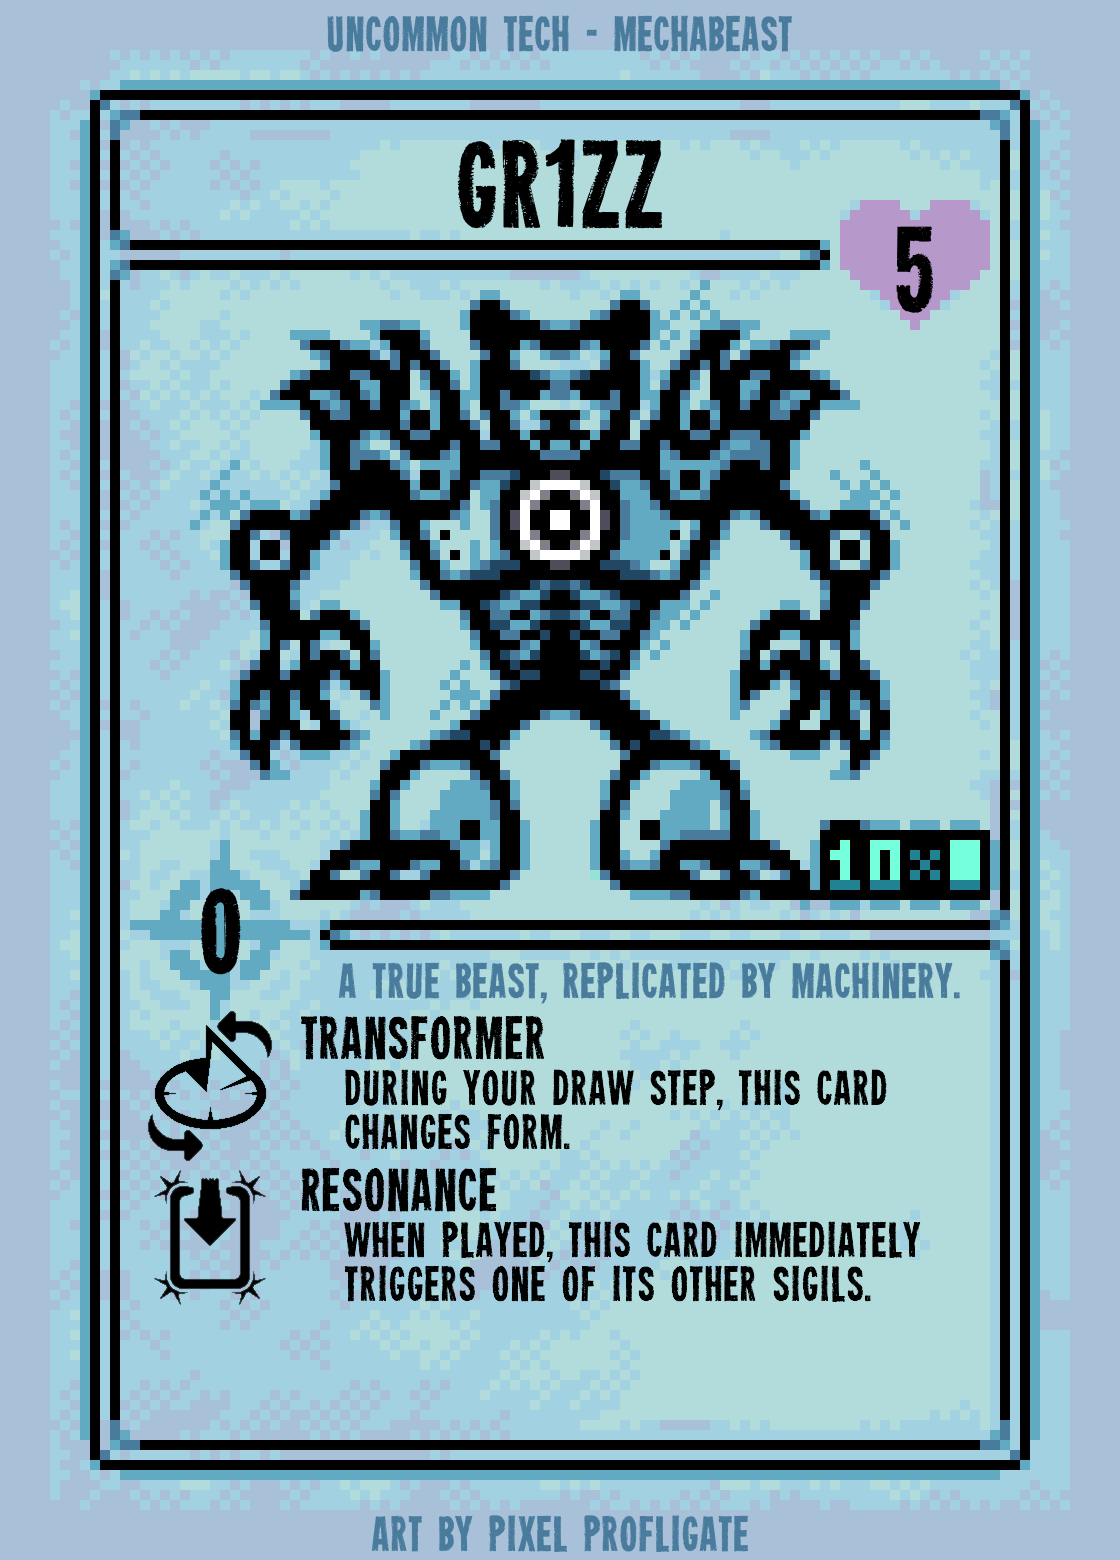 UNCOMMON TECH - MECHABEAST
GR1ZZ
5
10×
0
A TRUE BEAST, REPLICATED BY MACHINERY.
TRANSFORMER
DURING YOUR DRAW STEP, THIS CARD
CHANGES FORM.
RESONANCE
WHEN PLAYED, THIS CARD IMMEDIATELY
TRIGGERS ONE OF ITS OTHER SIGILS.
ART BY PIXEL PROFLIGATE